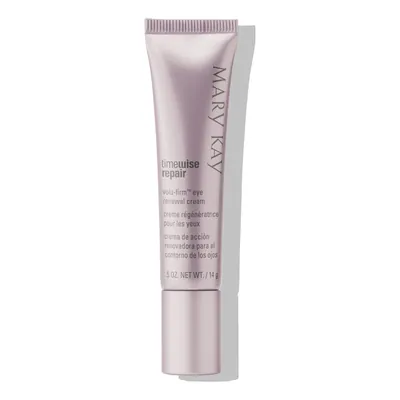 MARY KAY
timewise
repair
volu-firm™ eye
renewal cream
crème régénératrice
pour les yeux
crema de acción
renovadora para el
contorno de los ojos
.5 OZ. NET WT. / 14 g